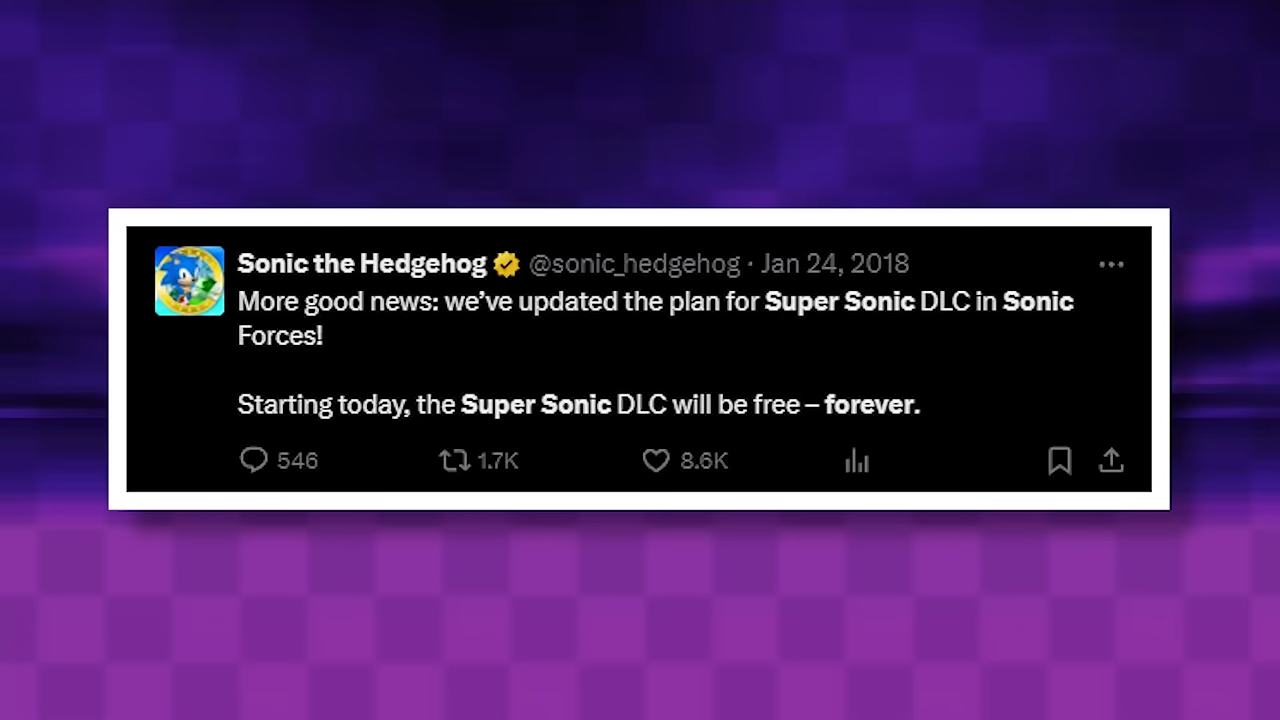 Sonic the Hedgehog @sonic_hedgehog · Jan 24, 2018
More good news: we’ve updated the plan for Super Sonic DLC in Sonic
Forces!
Starting today, the Super Sonic DLC will be free – forever.
546 1.7K 8.6K